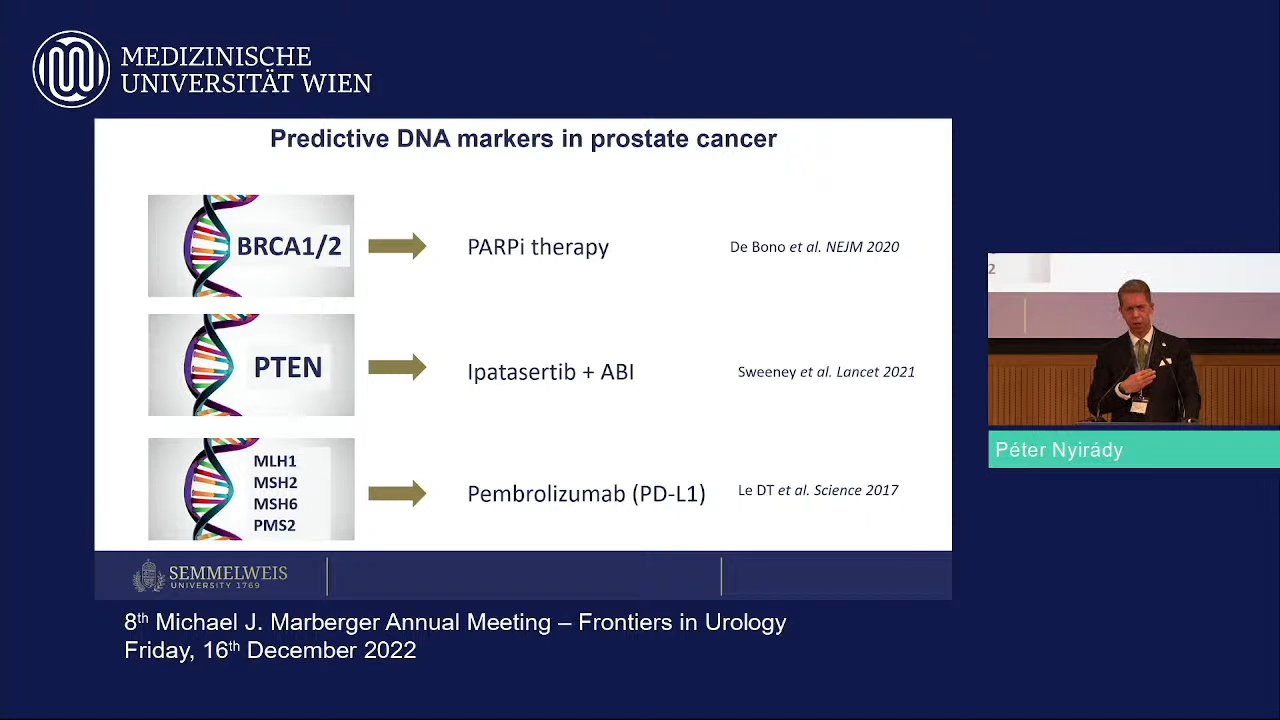 MEDIZINISCHE
UNIVERSITÄT WIEN
Predictive DNA markers in prostate cancer
BRCA1/2
PARPi therapy
De Bono et al. NEJM 2020
PTEN
Ipatasertib + ABI
Sweeney et al. Lancet 2021
MLH1
MSH2
MSH6
PMS2
Pembrolizumab (PD-L1)
Le DT et al. Science 2017
SEMMELWEIS
UNIVERSITY 1769
2
Péter Nyirády
8th Michael J. Marberger Annual Meeting – Frontiers in Urology
Friday, 16th December 2022